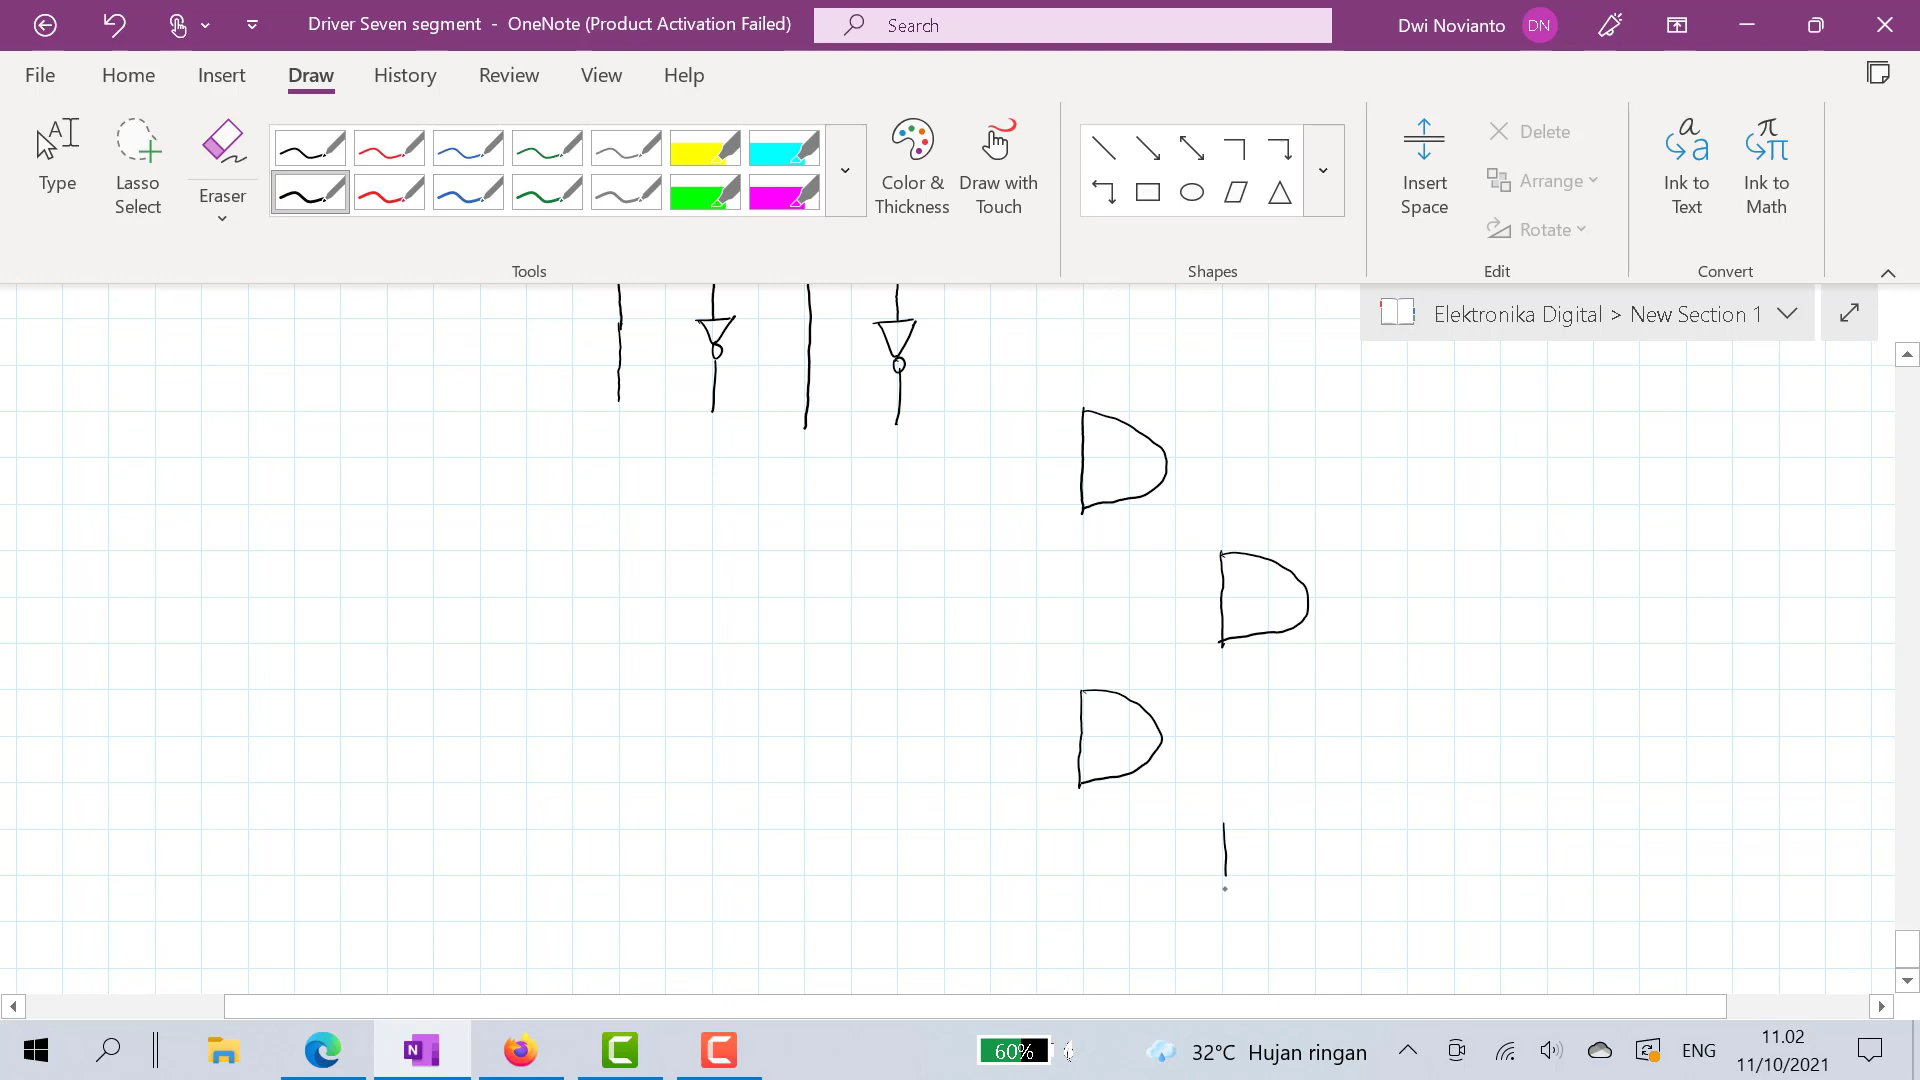 Driver Seven segment - OneNote (Product Activation Failed)
Search
Dwi Novianto
DN
File
Home
Insert
Draw
History
Review
View
Help
Type
Lasso
Select
Eraser
Color &
Thickness
Draw with
Touch
Insert
Space
Delete
Arrange
Rotate
Ink to
Text
Ink to
Math
Tools
Shapes
Edit
Convert
Elektronika Digital > New Section 1
60%
32°C Hujan ringan
ENG
11.02
11/10/2021